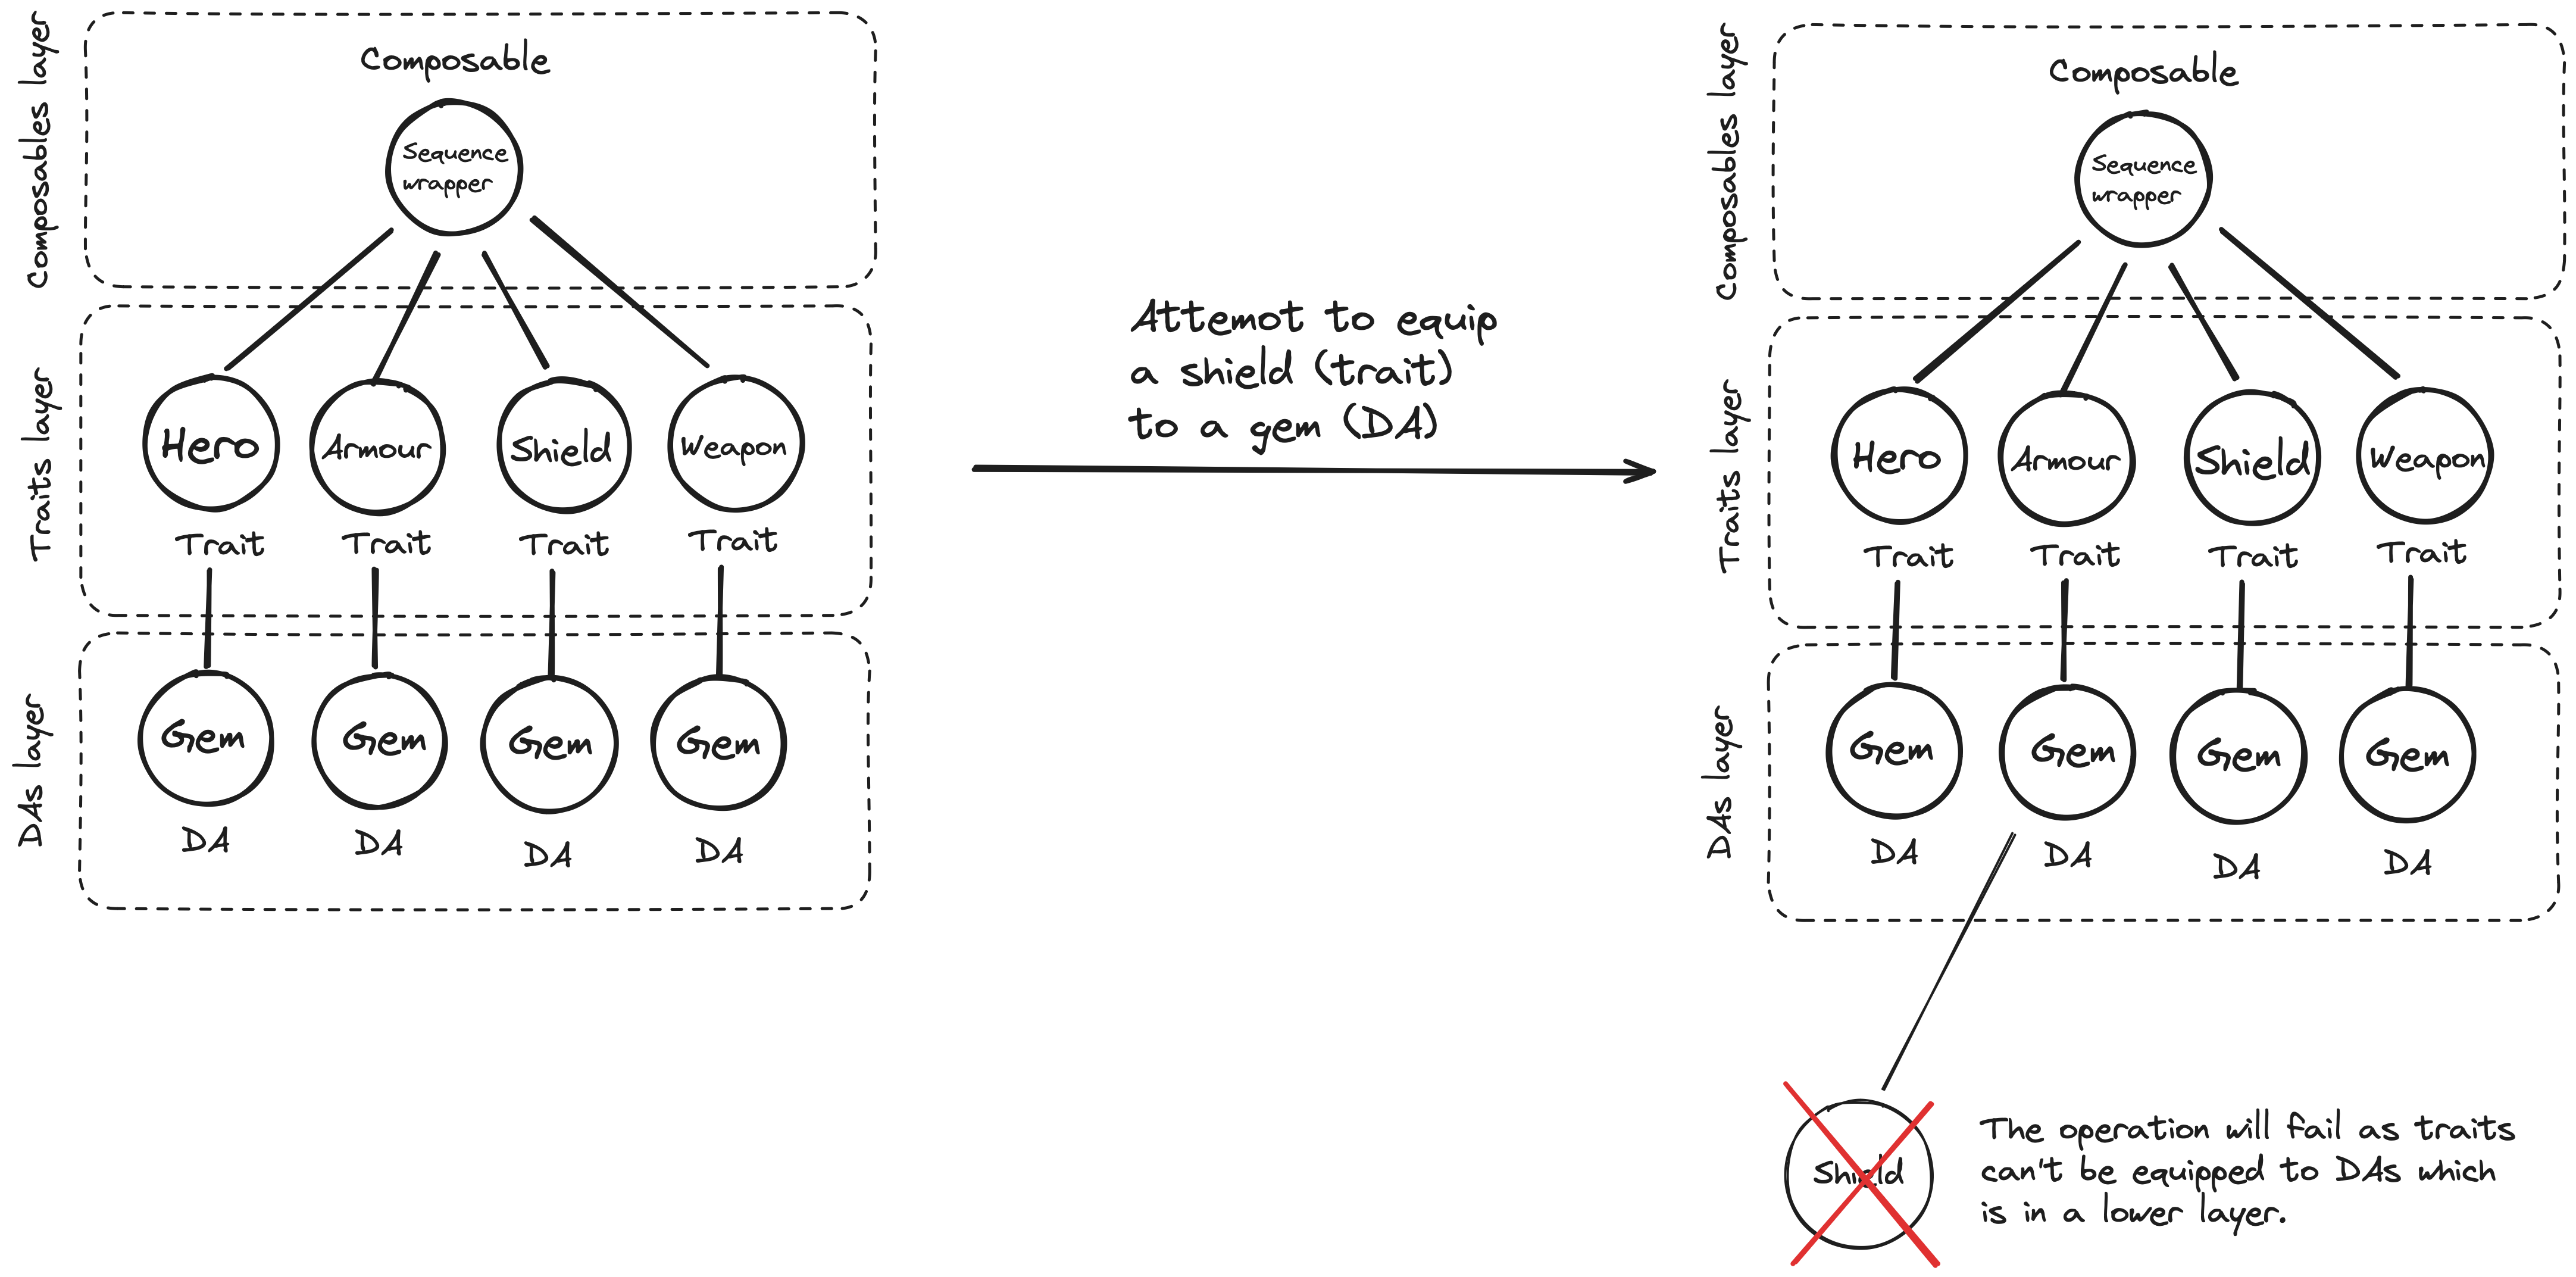 Composables layer
Composable
Sequence
wrapper
Traits layer
Hero
Armour
Shield
Weapon
Trait
Trait
Trait
Trait
DAs layer
Gem
Gem
Gem
Gem
DA
DA
DA
DA
Attemot to equip
a shield (trait)
to a gem (DA)
Composables layer
Composable
Sequence
wrapper
Traits layer
Hero
Armour
Shield
Weapon
Trait
Trait
Trait
Trait
DAs layer
Gem
Gem
Gem
Gem
DA
DA
DA
DA
Shield
The operation will fail as traits
can't be equipped to DAs which
is in a lower layer.